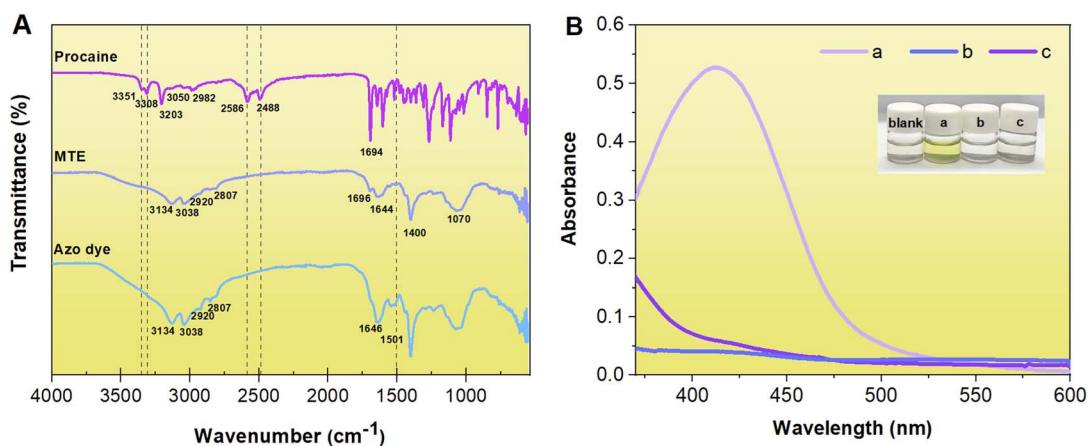 A
Procaine
3351
3308
3203
3050
2982
2586
2488
1694
MTE
3134
3038
2920
2807
1696
1644
1400
1070
Azo dye
3134
3038
2920
2807
1646
1501
Transmittance (%)
4000 3500 3000 2500 2000 1500 1000
Wavenumber (cm-1)
B
a b c
blank a b c
0.6
0.5
0.4
0.3
0.2
0.1
0.0
Absorbance
400 450 500 550 600
Wavelength (nm)